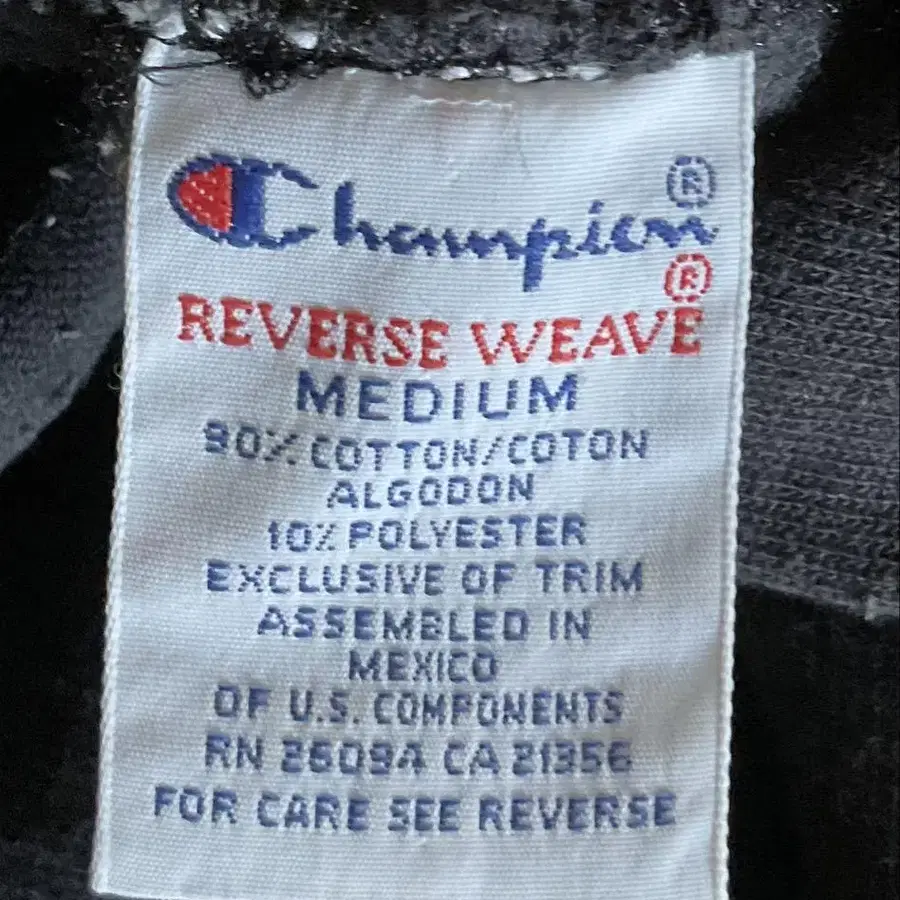 Champion ®
REVERSE WEAVE ®
MEDIUM
90% COTTON/COTON
ALGODON
10% POLYESTER
EXCLUSIVE OF TRIM
ASSEMBLED IN
MEXICO
OF U.S. COMPONENTS
RN 26094 CA 21356
FOR CARE SEE REVERSE